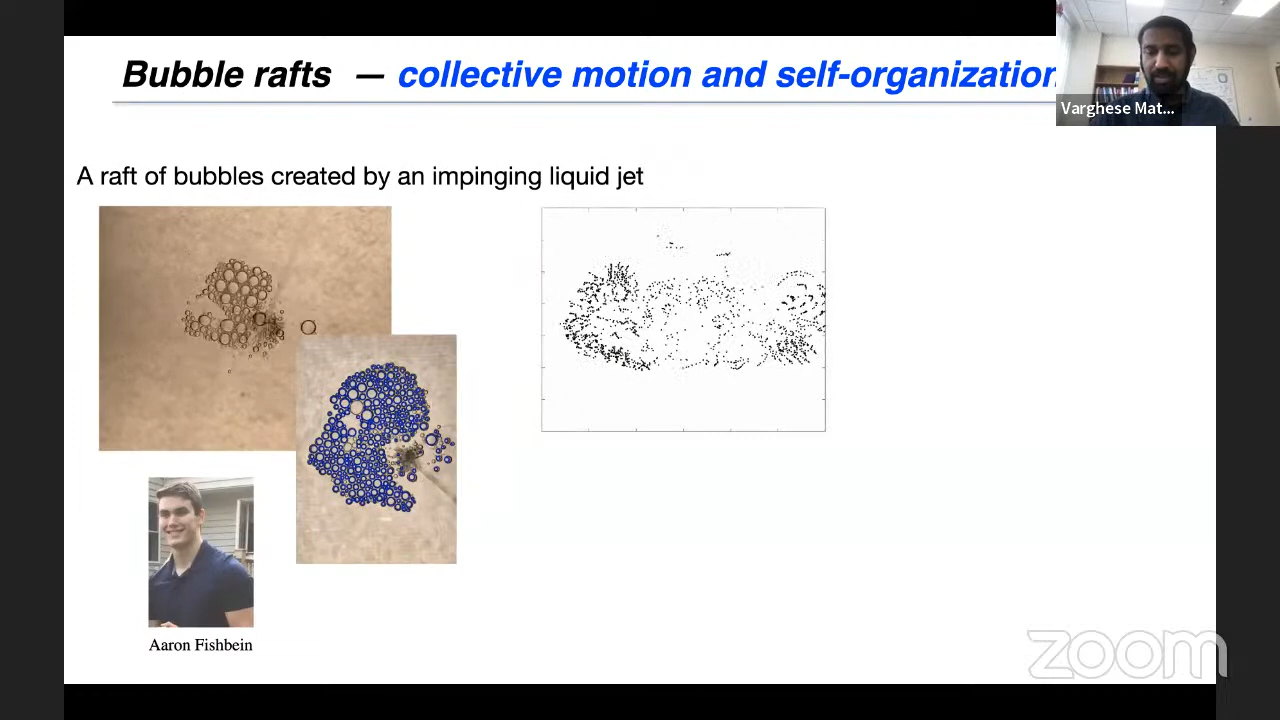 Bubble rafts — collective motion and self-organization
Varghese Mat...
A raft of bubbles created by an impinging liquid jet
Aaron Fishbein
zoom